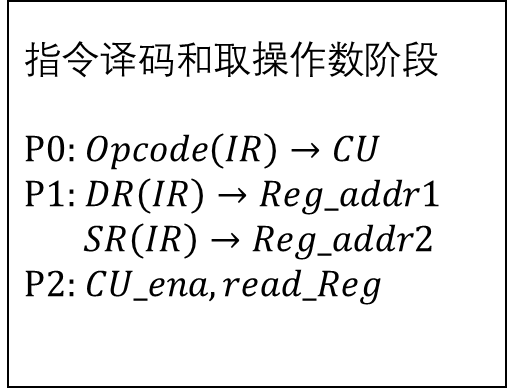 指令译码和取操作数阶段
P0: Opcode(IR) → CU
P1: DR(IR) → Reg_addr1
SR(IR) → Reg_addr2
P2: CU_ena, read_Reg